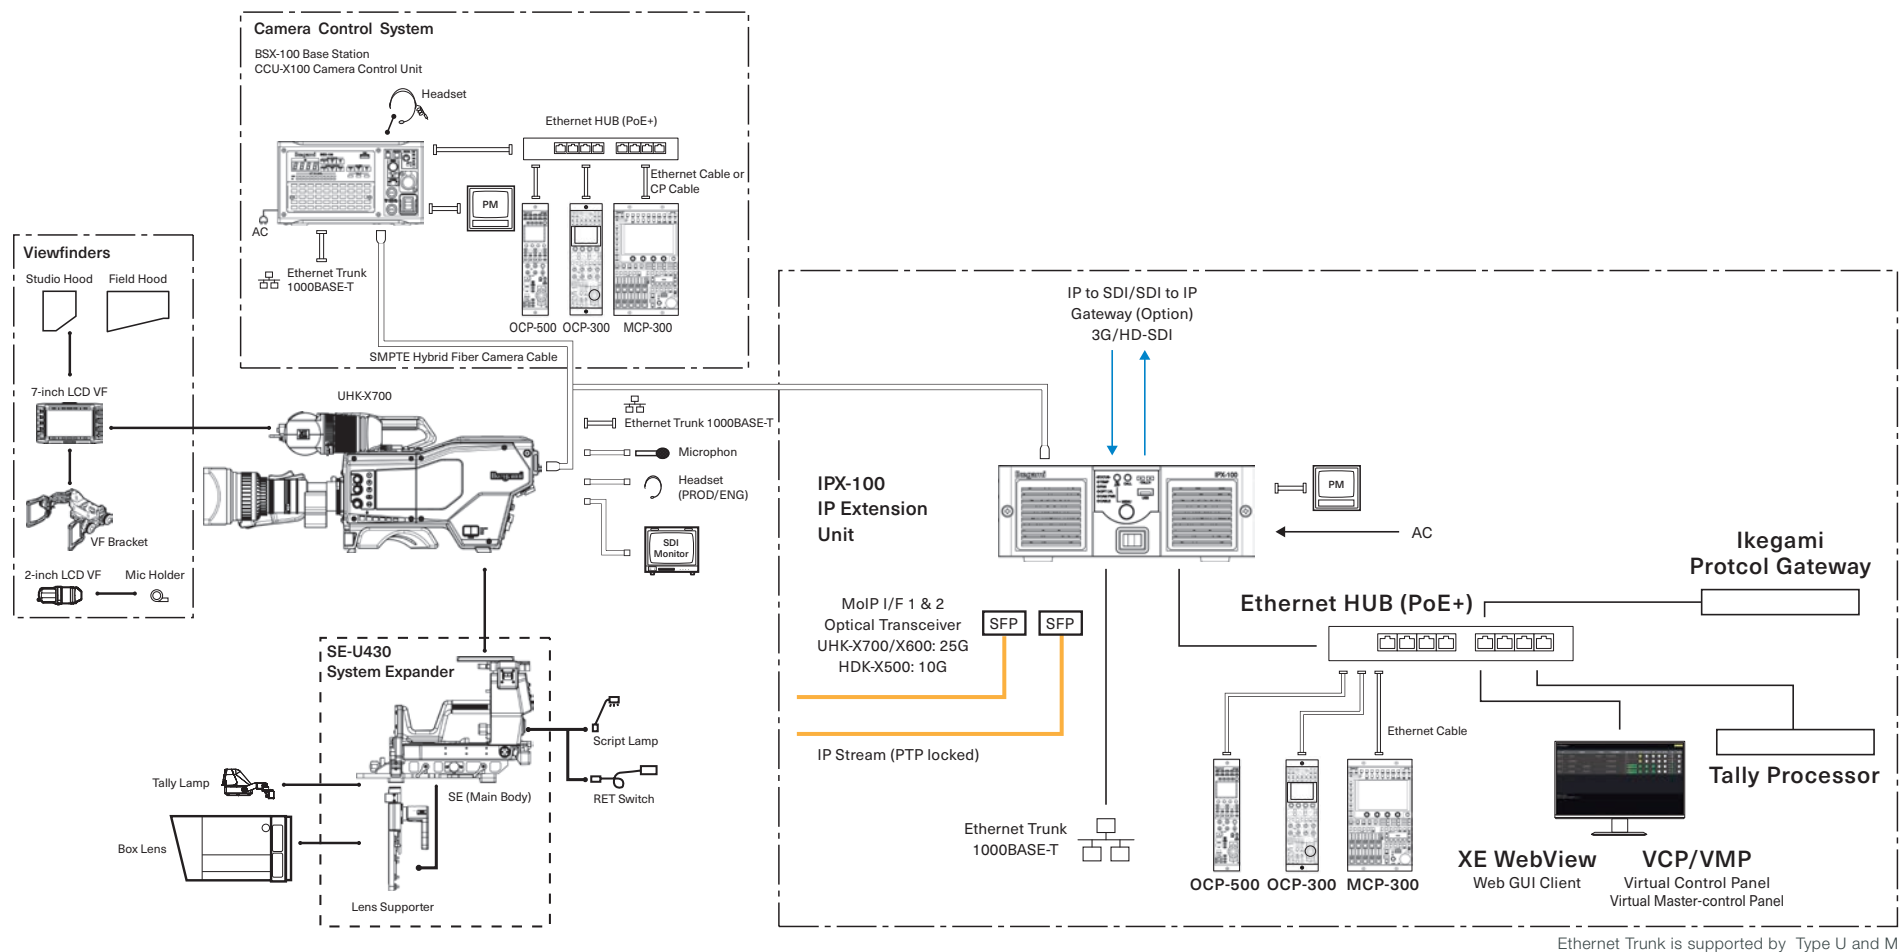 Camera Control System
BSX-100 Base Station
CCU-X100 Camera Control Unit
Headset
Ethernet HUB (PoE+)
Ethernet Cable or
CP Cable
Ikegami
PM
AC
Ethernet Trunk
1000BASE-T
OCP-500
OCP-300
MCP-300
SMPTE Hybrid Fiber Camera Cable
Viewfinders
Studio Hood
Field Hood
7-inch LCD VF
VF Bracket
2-inch LCD VF
Mic Holder
UHK-X700
Ikegami
Ethernet Trunk 1000BASE-T
Microphon
Headset
(PROD/ENG)
SDI
Monitor
SE-U430
System Expander
SE (Main Body)
Lens Supporter
Tally Lamp
Box Lens
Script Lamp
RET Switch
IP to SDI/SDI to IP
Gateway (Option)
3G/HD-SDI
IPX-100
IP Extension
Unit
Ikegami
IPX-100
PM
AC
MoIP I/F 1 & 2
Optical Transceiver
UHK-X700/X600: 25G
HDK-X500: 10G
SFP
SFP
IP Stream (PTP locked)
Ethernet Trunk
1000BASE-T
Ethernet HUB (PoE+)
Ikegami
Protcol Gateway
Ethernet Cable
Tally Processor
OCP-500
OCP-300
MCP-300
XE WebView
Web GUI Client
VCP/VMP
Virtual Control Panel
Virtual Master-control Panel
Ethernet Trunk is supported by Type U and M